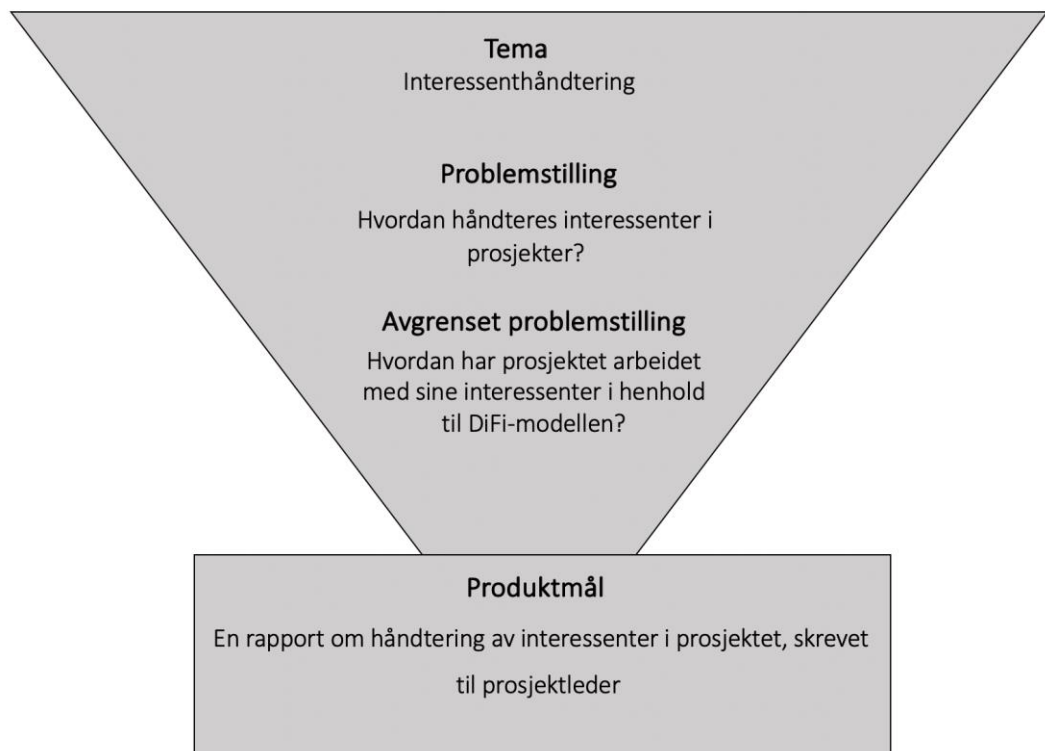 Tema
Interessenthåndtering
Problemstilling
Hvordan håndteres interessenter i
prosjekter?
Avgrenset problemstilling
Hvordan har prosjektet arbeidet
med sine interessenter i henhold
til DiFi-modellen?
Produktmål
En rapport om håndtering av interessenter i prosjektet, skrevet
til prosjektleder